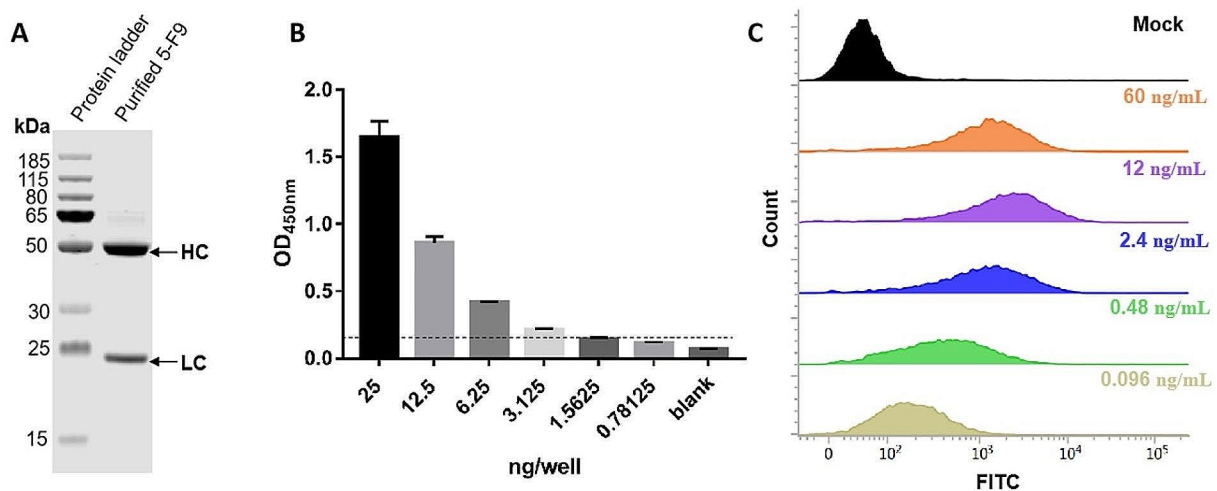 A
Protein ladder
Purified 5-F9
kDa
185
115
80
65
50
30
25
15
HC
LC
B
OD450nm
2.0
1.5
1.0
0.5
0.0
25
12.5
6.25
3.125
1.5625
0.78125
blank
ng/well
C
Count
Mock
60 ng/mL
12 ng/mL
2.4 ng/mL
0.48 ng/mL
0.096 ng/mL
0 10² 10³ 10⁴ 10⁵
FITC